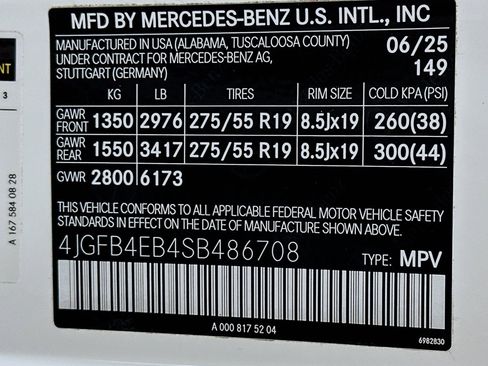 MFD BY MERCEDES-BENZ U.S. INTL., INC
MANUFACTURED IN USA (ALABAMA, TUSCALOOSA COUNTY) 06/25
UNDER CONTRACT FOR MERCEDES-BENZ AG,
STUTTGART (GERMANY) 149
KG LB TIRES RIM SIZE COLD KPA (PSI)
GAWR FRONT 1350 2976 275/55 R19 8.5Jx19 260(38)
GAWR REAR 1550 3417 275/55 R19 8.5Jx19 300(44)
GVWR 2800 6173
THIS VEHICLE CONFORMS TO ALL APPLICABLE FEDERAL MOTOR VEHICLE SAFETY
STANDARDS IN EFFECT ON THE DATE OF MANUFACTURE SHOWN ABOVE.
4JGFB4EB4SB486708
TYPE: MPV
A 000 817 52 04
6982830
NT
3
A 167 584 08 28